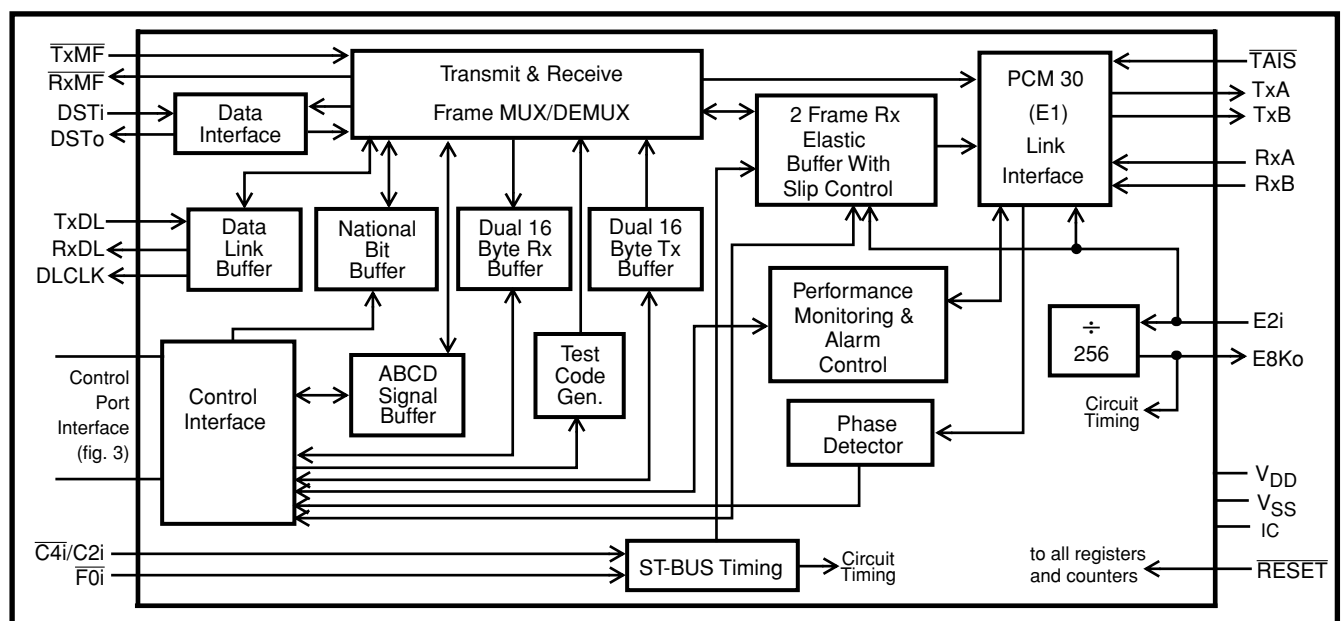 TxMF
RxMF
DSTi
DSTo
TxDL
RxDL
DLCLK
Control
Port
Interface
(fig. 3)
C4i/C2i
F0i
Data
Interface
Transmit & Receive
Frame MUX/DEMUX
2 Frame Rx
Elastic
Buffer With
Slip Control
PCM 30
(E1)
Link
Interface
TAIS
TxA
TxB
RxA
RxB
Data
Link
Buffer
National
Bit
Buffer
Dual 16
Byte Rx
Buffer
Dual 16
Byte Tx
Buffer
Performance
Monitoring &
Alarm
Control
÷
256
E2i
E8Ko
Circuit
Timing
Control
Interface
ABCD
Signal
Buffer
Test
Code
Gen.
Phase
Detector
VDD
VSS
IC
ST-BUS Timing
Circuit
Timing
to all registers
and counters
RESET